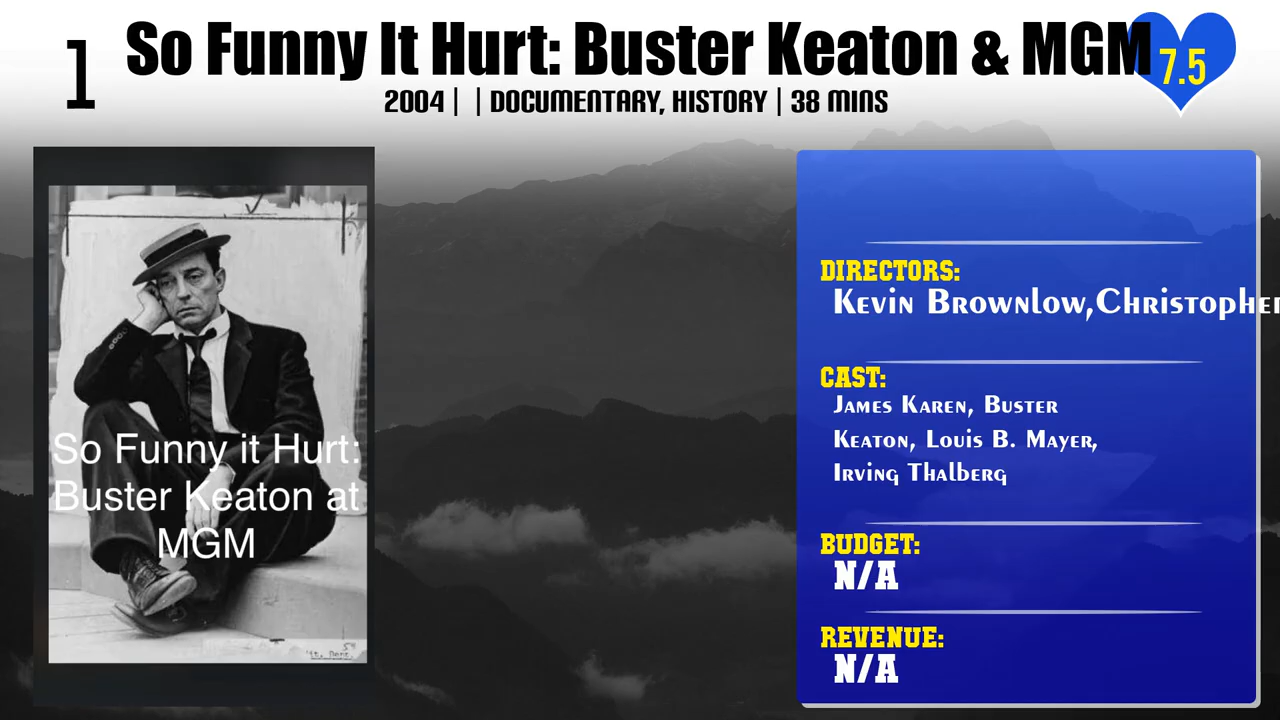 1
So Funny It Hurt: Buster Keaton & MGM
7.5
2004 | | DOCUMENTARY, HISTORY | 38 MINS
So Funny it Hurt:
Buster Keaton at
MGM
DIRECTORS:
Kevin Brownlow,Christopher
CAST:
James Karen, Buster
Keaton, Louis B. Mayer,
Irving Thalberg
BUDGET:
N/A
REVENUE:
N/A